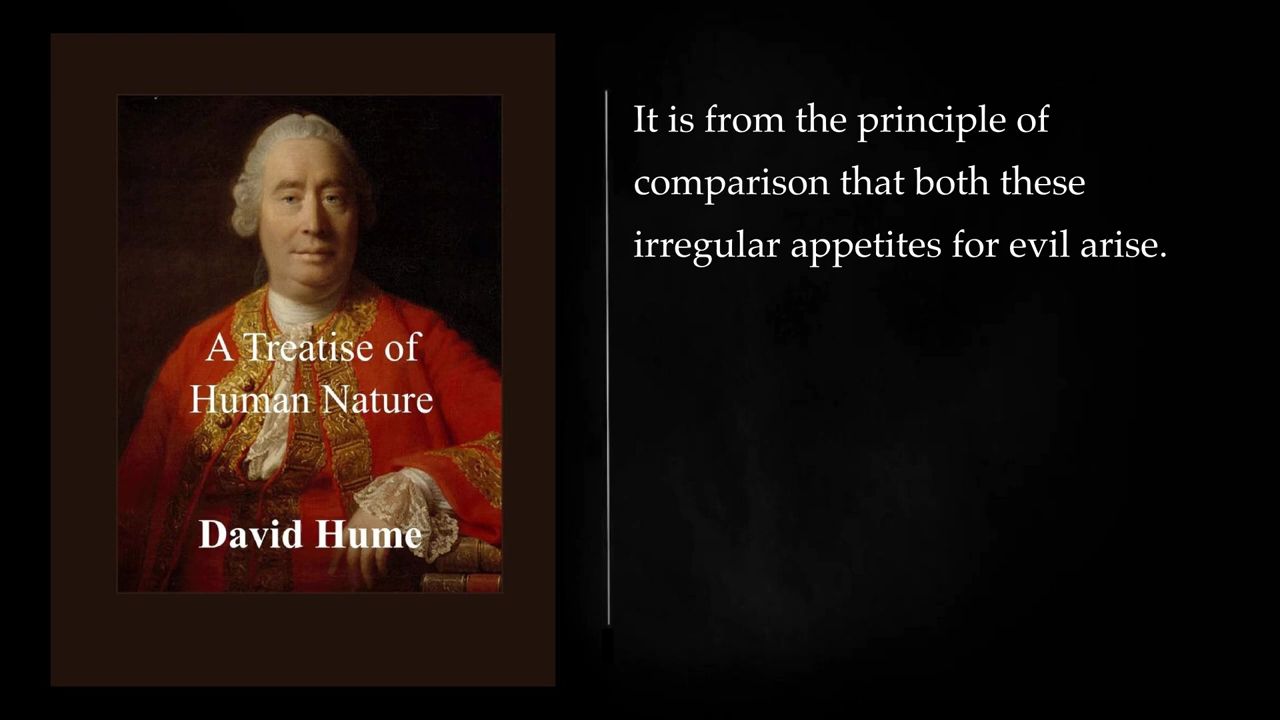 A Treatise of
Human Nature
David Hume
It is from the principle of
comparison that both these
irregular appetites for evil arise.